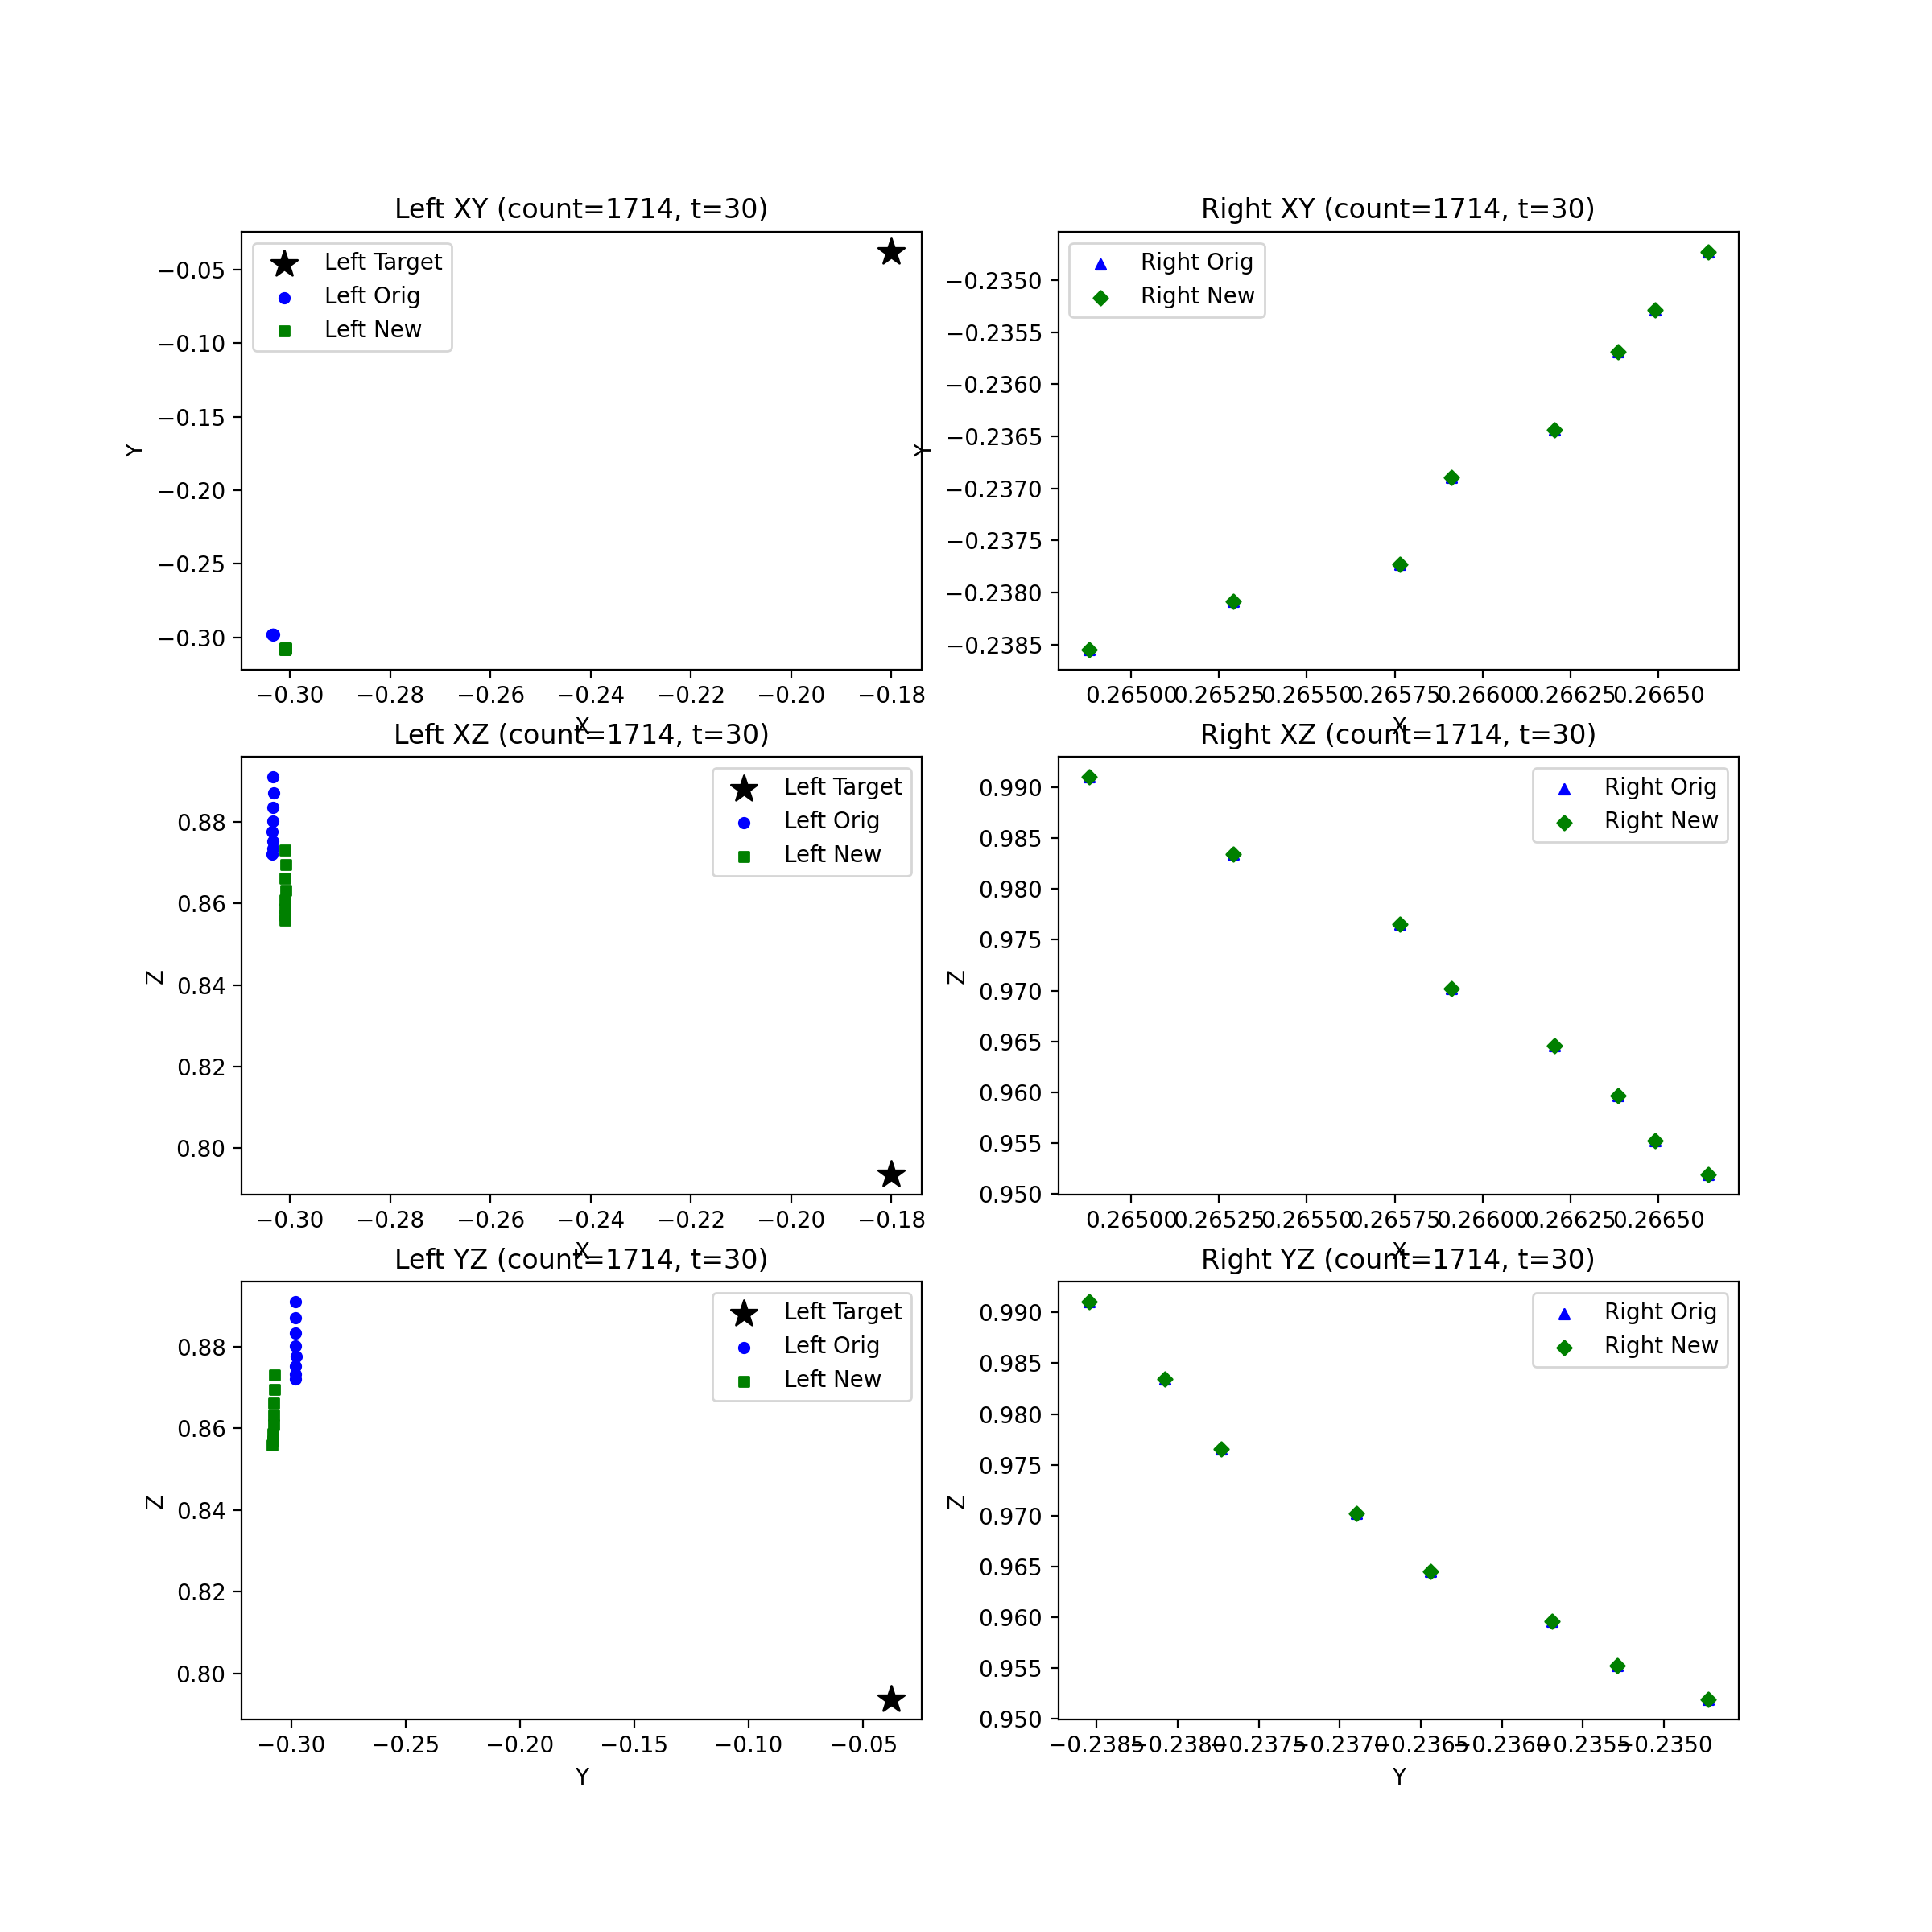 Left XY (count=1714, t=30)
Left Target
Left Orig
Left New
−0.05
−0.10
−0.15
−0.20
−0.25
−0.30
Y
−0.30 −0.28 −0.26 −0.24 −0.22 −0.20 −0.18
X
Right XY (count=1714, t=30)
Right Orig
Right New
−0.2350
−0.2355
−0.2360
−0.2365
−0.2370
−0.2375
−0.2380
−0.2385
Y
0.26500 0.26525 0.26550 0.26575 0.26600 0.26625 0.26650
X
Left XZ (count=1714, t=30)
Left Target
Left Orig
Left New
0.88
0.86
0.84
0.82
0.80
Z
−0.30 −0.28 −0.26 −0.24 −0.22 −0.20 −0.18
X
Right XZ (count=1714, t=30)
Right Orig
Right New
0.990
0.985
0.980
0.975
0.970
0.965
0.960
0.955
0.950
Z
0.26500 0.26525 0.26550 0.26575 0.26600 0.26625 0.26650
X
Left YZ (count=1714, t=30)
Left Target
Left Orig
Left New
0.88
0.86
0.84
0.82
0.80
Z
−0.30 −0.25 −0.20 −0.15 −0.10 −0.05
Y
Right YZ (count=1714, t=30)
Right Orig
Right New
0.990
0.985
0.980
0.975
0.970
0.965
0.960
0.955
0.950
Z
−0.2385 −0.2380 −0.2375 −0.2370 −0.2365 −0.2360 −0.2355 −0.2350
Y